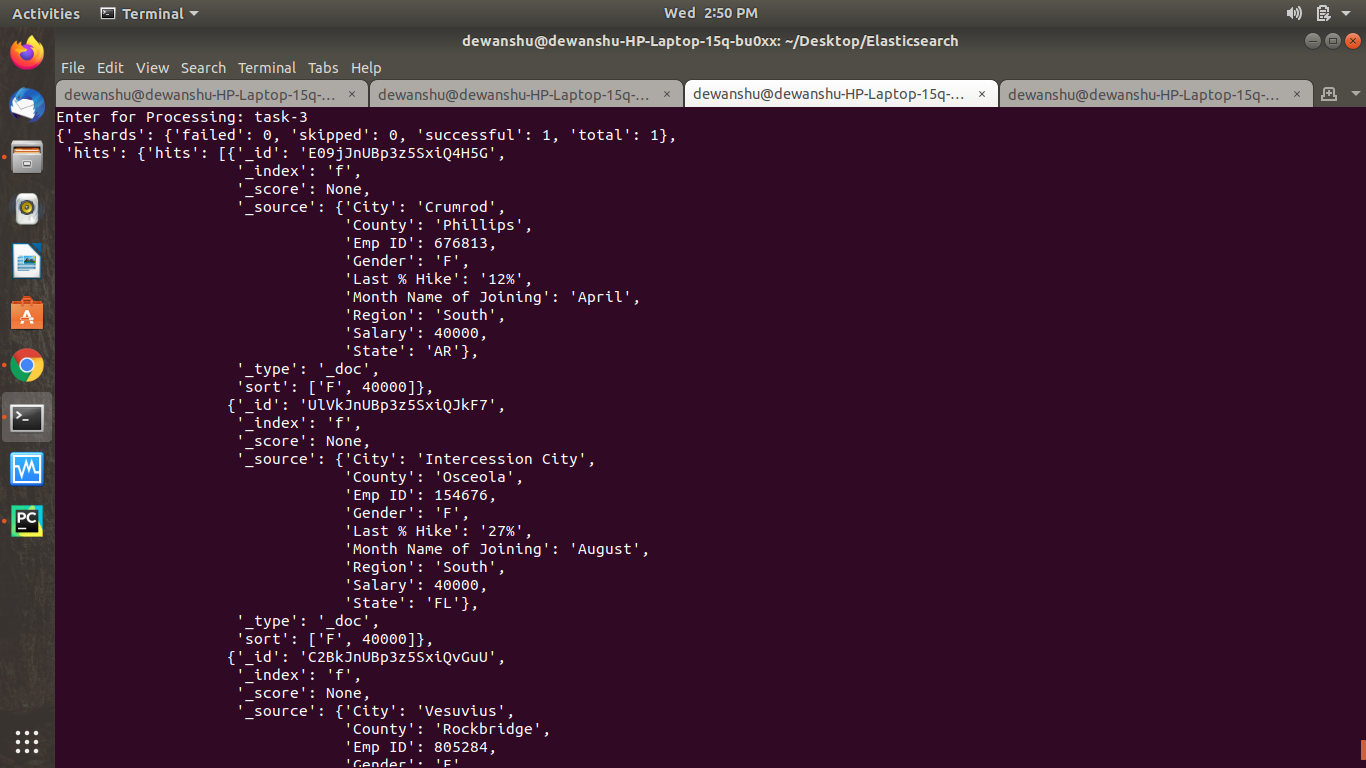 Activities Terminal Wed 2:50 PM
dewanshu@dewanshu-HP-Laptop-15q-bu0xx: ~/Desktop/Elasticsearch
File Edit View Search Terminal Tabs Help
dewanshu@dewanshu-HP-Laptop-15q-... × dewanshu@dewanshu-HP-Laptop-15q-... × dewanshu@dewanshu-HP-Laptop-15q-... × dewanshu@dewanshu-HP-Laptop-15q-... ×
Enter for Processing: task-3
{'_shards': {'failed': 0, 'skipped': 0, 'successful': 1, 'total': 1},
 'hits': {'hits': [{'_id': 'E09jJnUBp3z5SxiQ4H5G',
                    '_index': 'f',
                    '_score': None,
                    '_source': {'City': 'Crumrod',
                                'County': 'Phillips',
                                'Emp ID': 676813,
                                'Gender': 'F',
                                'Last % Hike': '12%',
                                'Month Name of Joining': 'April',
                                'Region': 'South',
                                'Salary': 40000,
                                'State': 'AR'},
                    '_type': '_doc',
                    'sort': ['F', 40000]},
                   {'_id': 'UlVkJnUBp3z5SxiQJkF7',
                    '_index': 'f',
                    '_score': None,
                    '_source': {'City': 'Intercession City',
                                'County': 'Osceola',
                                'Emp ID': 154676,
                                'Gender': 'F',
                                'Last % Hike': '27%',
                                'Month Name of Joining': 'August',
                                'Region': 'South',
                                'Salary': 40000,
                                'State': 'FL'},
                    '_type': '_doc',
                    'sort': ['F', 40000]},
                   {'_id': 'C2BkJnUBp3z5SxiQvGuU',
                    '_index': 'f',
                    '_score': None,
                    '_source': {'City': 'Vesuvius',
                                'County': 'Rockbridge',
                                'Emp ID': 805284,
                                'Gender': 'F'
PC